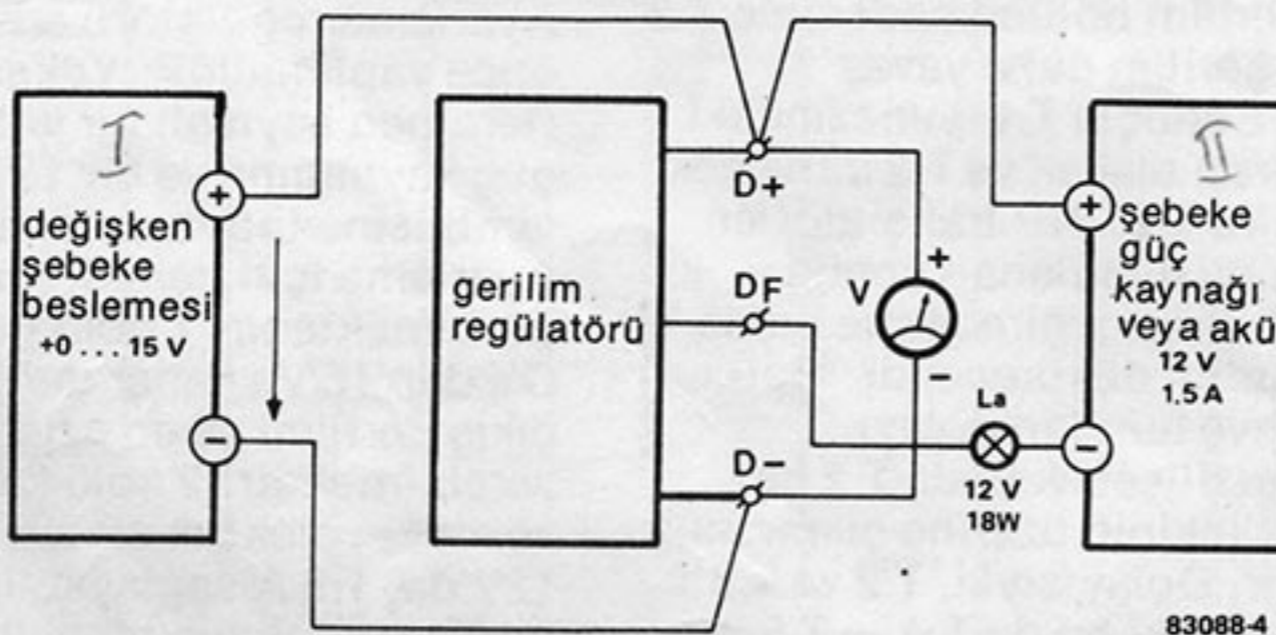 I
+
değişken
şebeke
beslemesi
+0 ... 15 V
−
gerilim
regülatörü
D+
DF
D−
+
V
−
La
12 V
18W
II
+
şebeke
güç
kaynağı
veya akü
12 V
1,5 A
−
83088-4